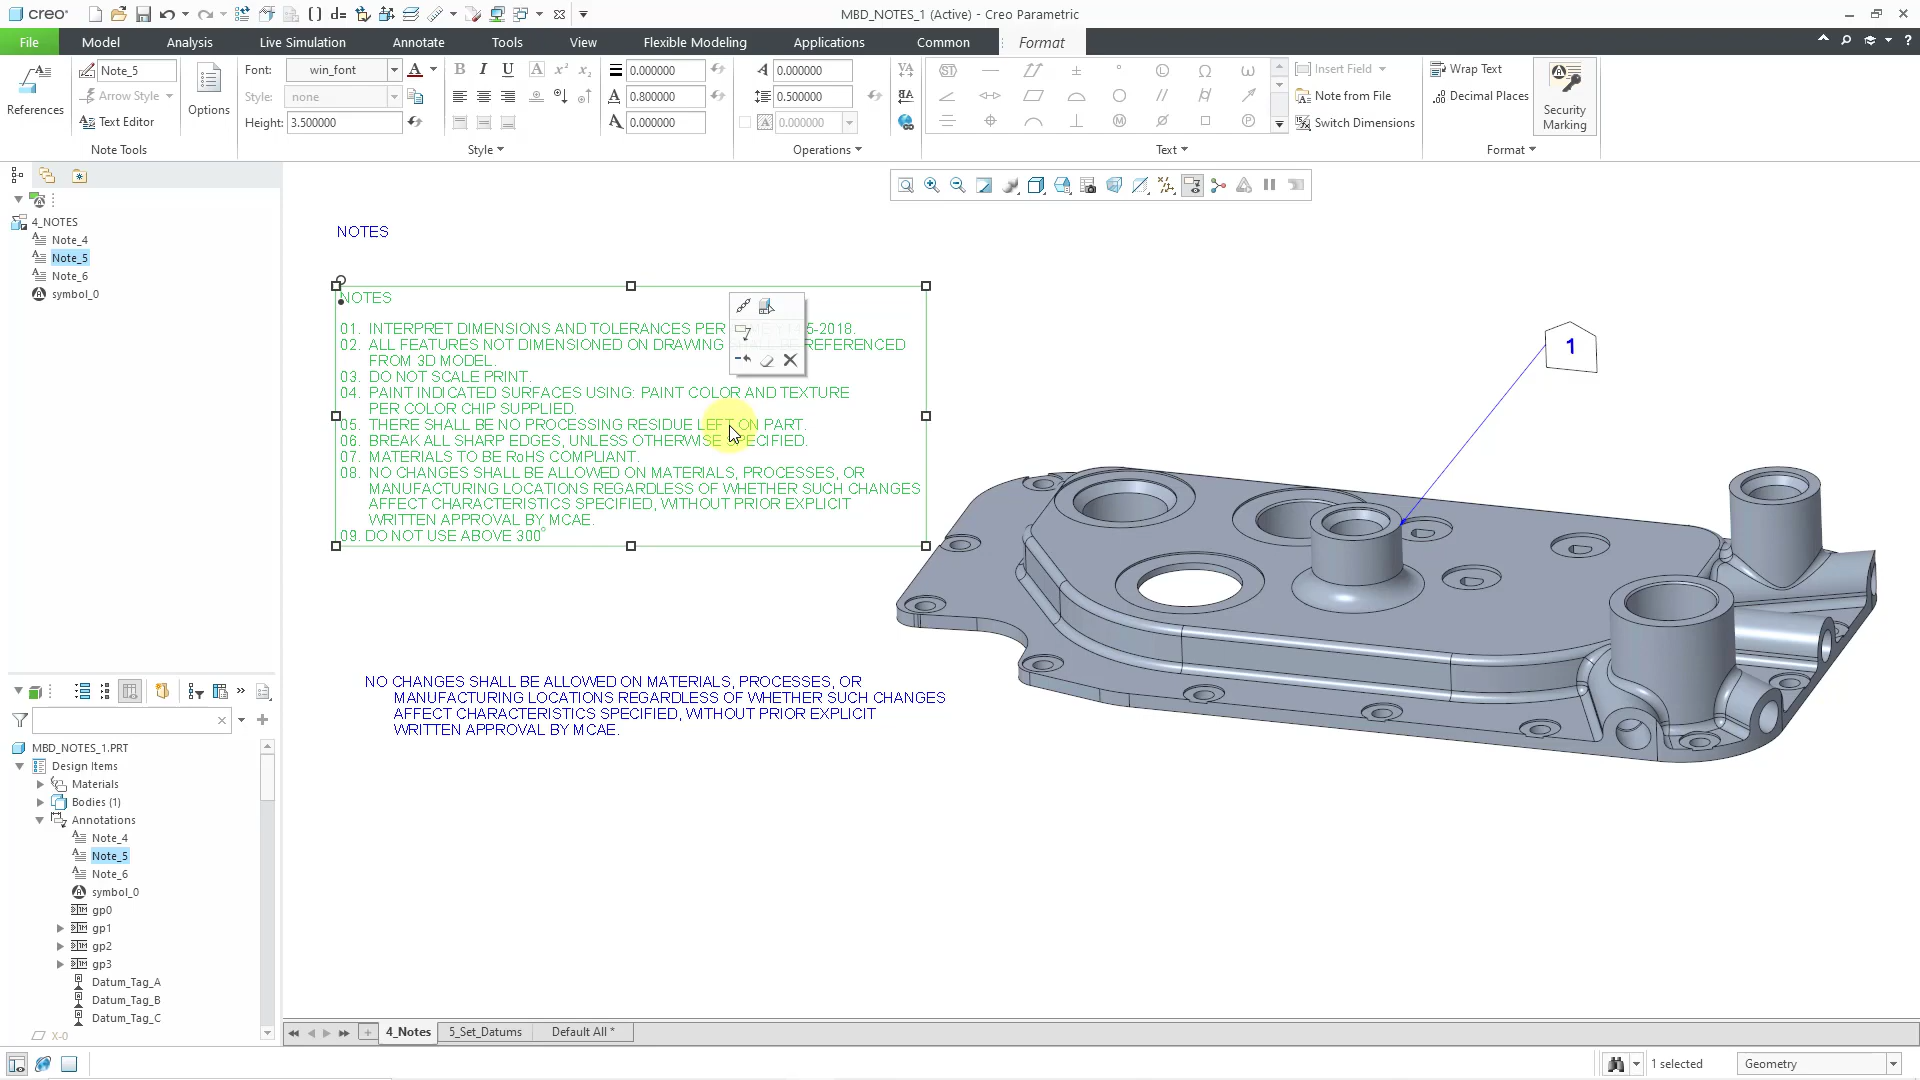 creo
MBD_NOTES_1 (Active) - Creo Parametric
File
Model
Analysis
Live Simulation
Annotate
Tools
View
Flexible Modeling
Applications
Common
Format
References
Note_5
Arrow Style
Text Editor
Note Tools
Options
Font:
win_font
Style:
none
Height:
3.500000
Style
0.000000
0.800000
0.000000
0.000000
0.500000
0.000000
Operations
Text
Insert Field
Note from File
Switch Dimensions
Wrap Text
Decimal Places
Format
Security
Marking
4_NOTES
Note_4
Note_5
Note_6
symbol_0
NOTES
NOTES
01. INTERPRET DIMENSIONS AND TOLERANCES PER 5-2018.
02. ALL FEATURES NOT DIMENSIONED ON DRAWING REFERENCED
FROM 3D MODEL.
03. DO NOT SCALE PRINT.
04. PAINT INDICATED SURFACES USING: PAINT COLOR AND TEXTURE
PER COLOR CHIP SUPPLIED.
05. THERE SHALL BE NO PROCESSING RESIDUE LEFT ON PART.
06. BREAK ALL SHARP EDGES, UNLESS OTHERWISE SPECIFIED.
07. MATERIALS TO BE RoHS COMPLIANT.
08. NO CHANGES SHALL BE ALLOWED ON MATERIALS, PROCESSES, OR
MANUFACTURING LOCATIONS REGARDLESS OF WHETHER SUCH CHANGES
AFFECT CHARACTERISTICS SPECIFIED, WITHOUT PRIOR EXPLICIT
WRITTEN APPROVAL BY MCAE.
09. DO NOT USE ABOVE 300°
1
NO CHANGES SHALL BE ALLOWED ON MATERIALS, PROCESSES, OR
MANUFACTURING LOCATIONS REGARDLESS OF WHETHER SUCH CHANGES
AFFECT CHARACTERISTICS SPECIFIED, WITHOUT PRIOR EXPLICIT
WRITTEN APPROVAL BY MCAE.
MBD_NOTES_1.PRT
Design Items
Materials
Bodies (1)
Annotations
Note_4
Note_5
Note_6
symbol_0
gp0
gp1
gp2
gp3
Datum_Tag_A
Datum_Tag_B
Datum_Tag_C
X-0
4_Notes
5_Set_Datums
Default All *
1 selected
Geometry